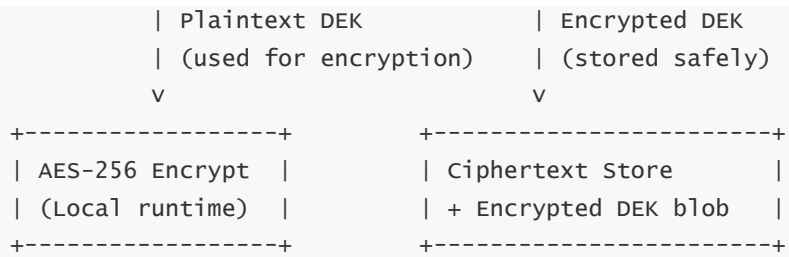 | Plaintext DEK             | Encrypted DEK
          | (used for encryption)     | (stored safely)
          v                           v
+------------------+         +------------------------+
| AES-256 Encrypt  |         | Ciphertext Store       |
| (Local runtime)  |         | + Encrypted DEK blob   |
+------------------+         +------------------------+